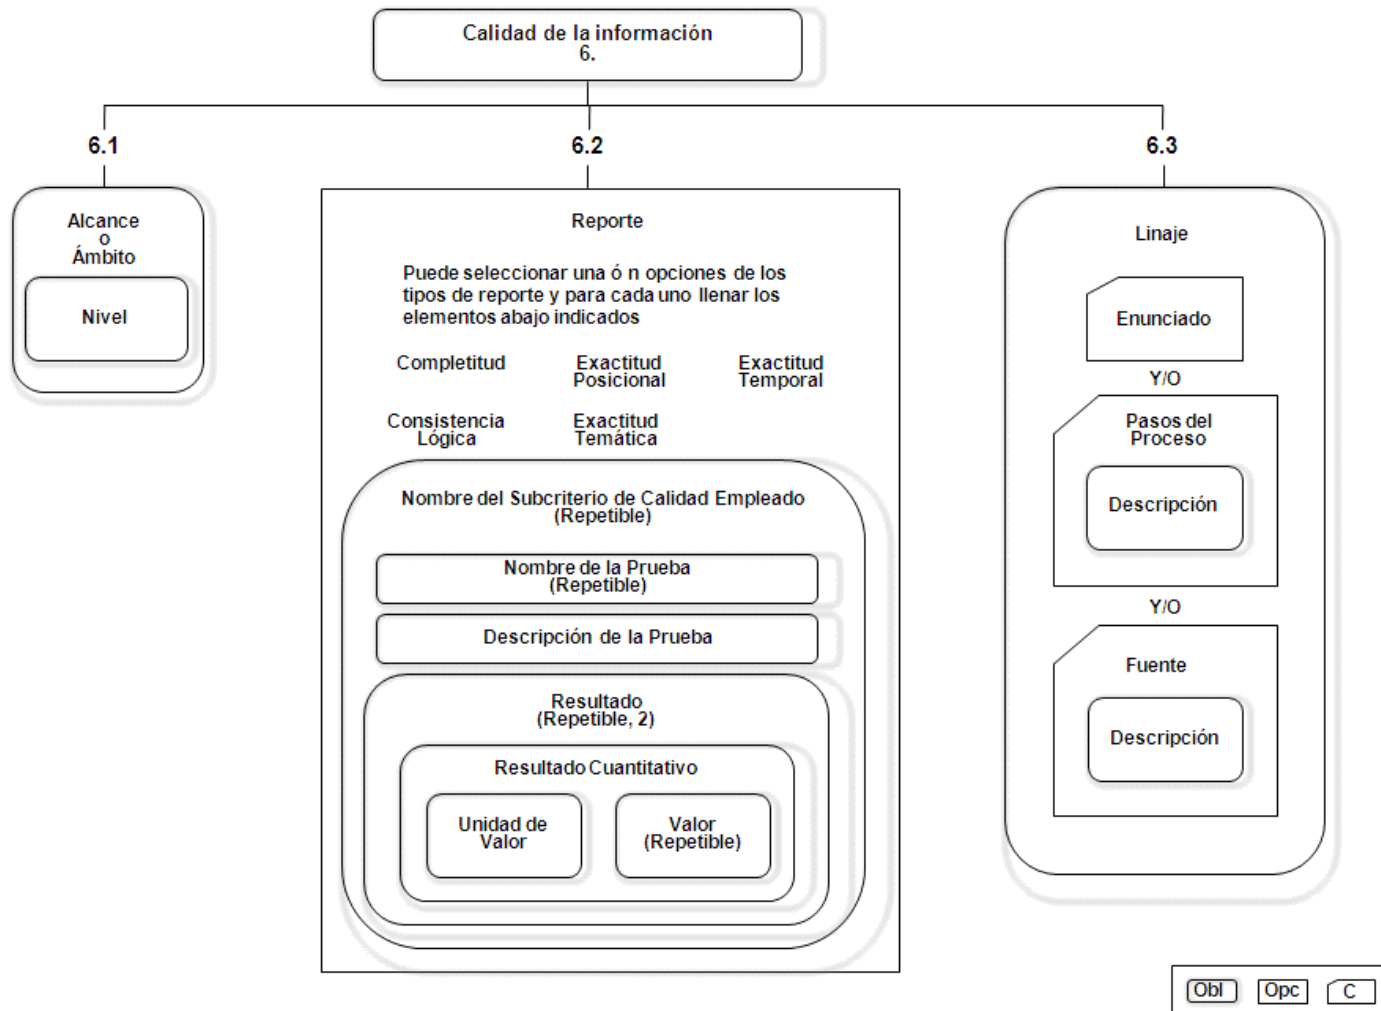 Calidad de la información
6.
6.1
6.2
6.3
Alcance
o
Ámbito
Nivel
Reporte
Puede seleccionar una ó n opciones de los
tipos de reporte y para cada uno llenar los
elementos abajo indicados
Completitud
Exactitud
Posicional
Exactitud
Temporal
Consistencia
Lógica
Exactitud
Temática
Nombre del Subcriterio de Calidad Empleado
(Repetible)
Nombre de la Prueba
(Repetible)
Descripción de la Prueba
Resultado
(Repetible, 2)
Resultado Cuantitativo
Unidad de
Valor
Valor
(Repetible)
Linaje
Enunciado
Y/O
Pasos del
Proceso
Descripción
Y/O
Fuente
Descripción
Obl
Opc
C